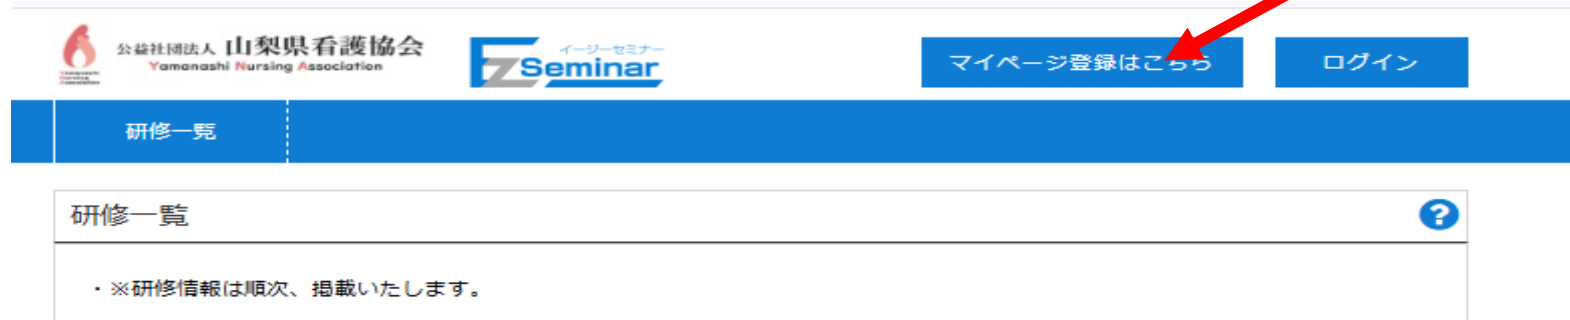 公益社団法人 山梨県看護協会
Yamanashi Nursing Association
イージーセミナー
EZ Seminar
マイページ登録はこちら
ログイン
研修一覧
研修一覧
?
・※研修情報は順次、掲載いたします。